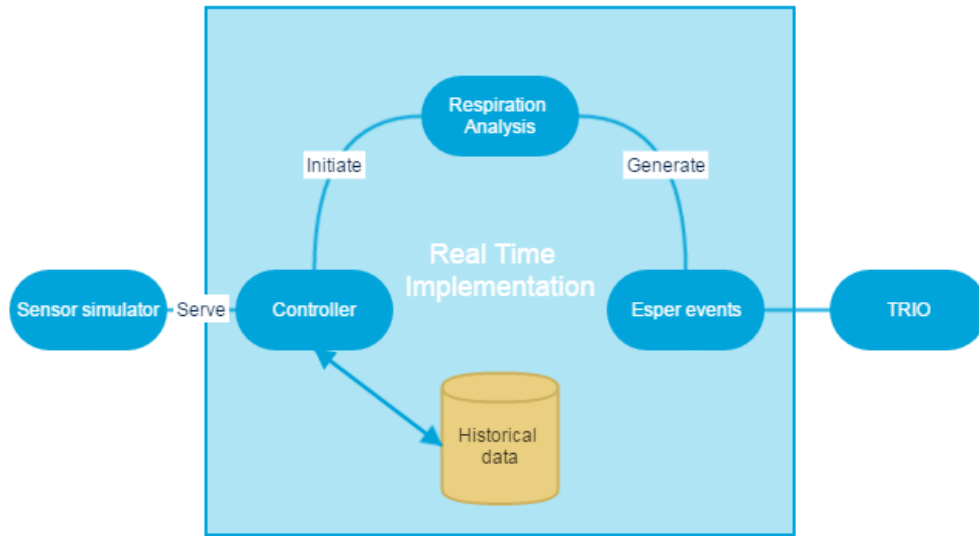 Respiration
Analysis
Initiate
Generate
Real Time
Implementation
Sensor simulator
Serve
Controller
Esper events
TRIO
Historical
data